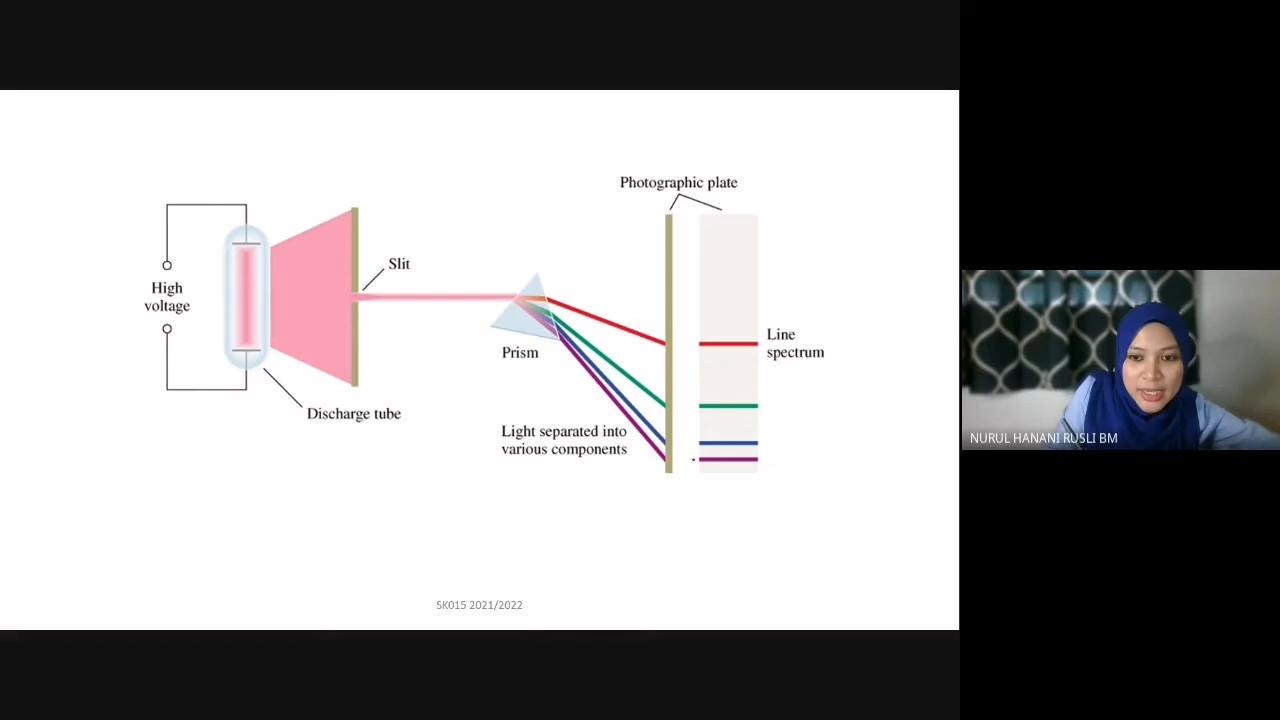 Photographic plate
Slit
High
voltage
Line
spectrum
Prism
Discharge tube
Light separated into
various components
NURUL HANANI RUSLI BM
SK015 2021/2022